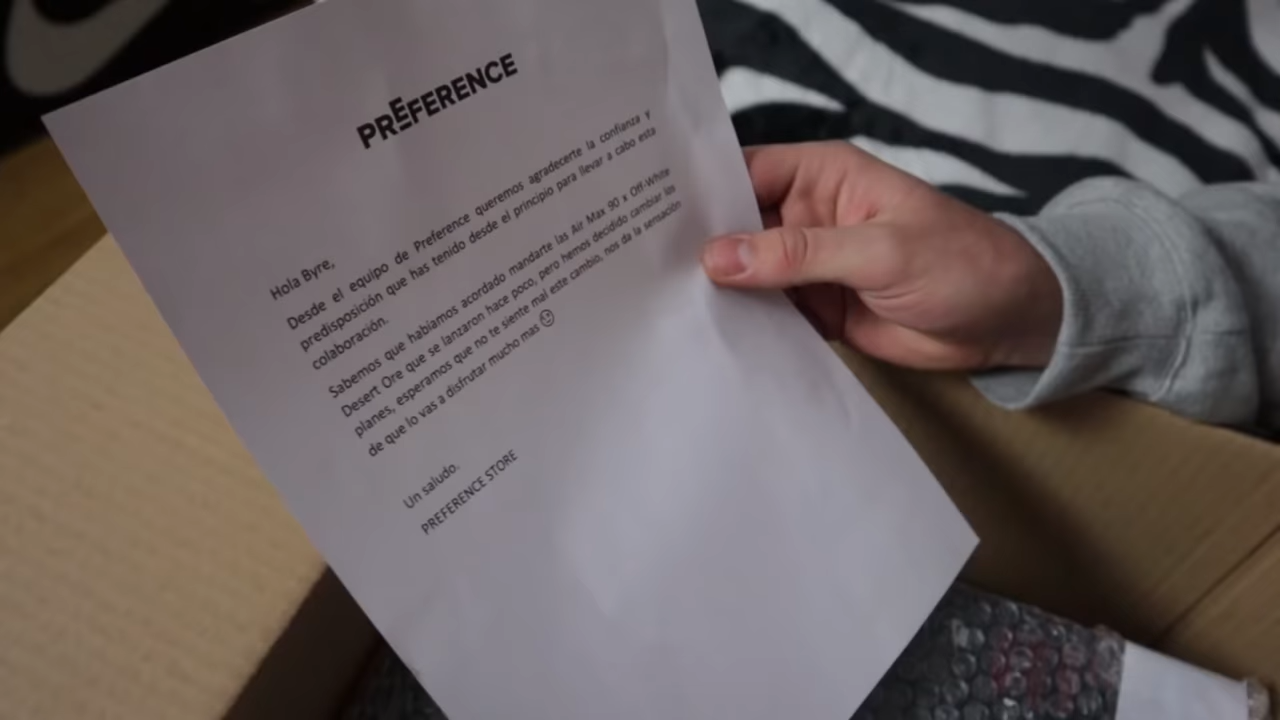 PREFERENCE
Hola Byre,
Desde el equipo de Preference queremos agradecerte la confianza y
predisposición que has tenido desde el principio para llevar a cabo esta
colaboración.
Sabemos que habíamos acordado mandarte las Air Max 90 x Off-White
Desert Ore que se lanzaron hace poco, pero hemos decidido cambiar los
planes, esperamos que no te siente mal este cambio, nos da la sensación
de que lo vas a disfrutar mucho mas ☺
Un saludo.
PREFERENCE STORE